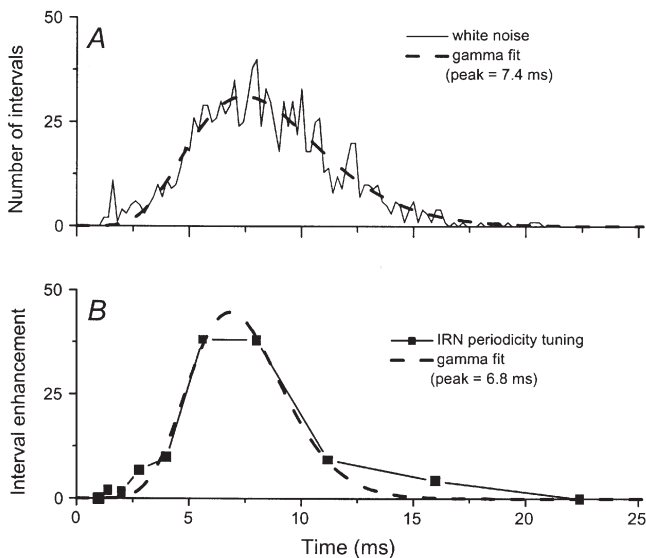 50
A
white noise
gamma fit
(peak = 7.4 ms)
Number of intervals
25
0
50
B
IRN periodicity tuning
gamma fit
(peak = 6.8 ms)
Interval enhancement
25
0
0 5 10 15 20 25
Time (ms)